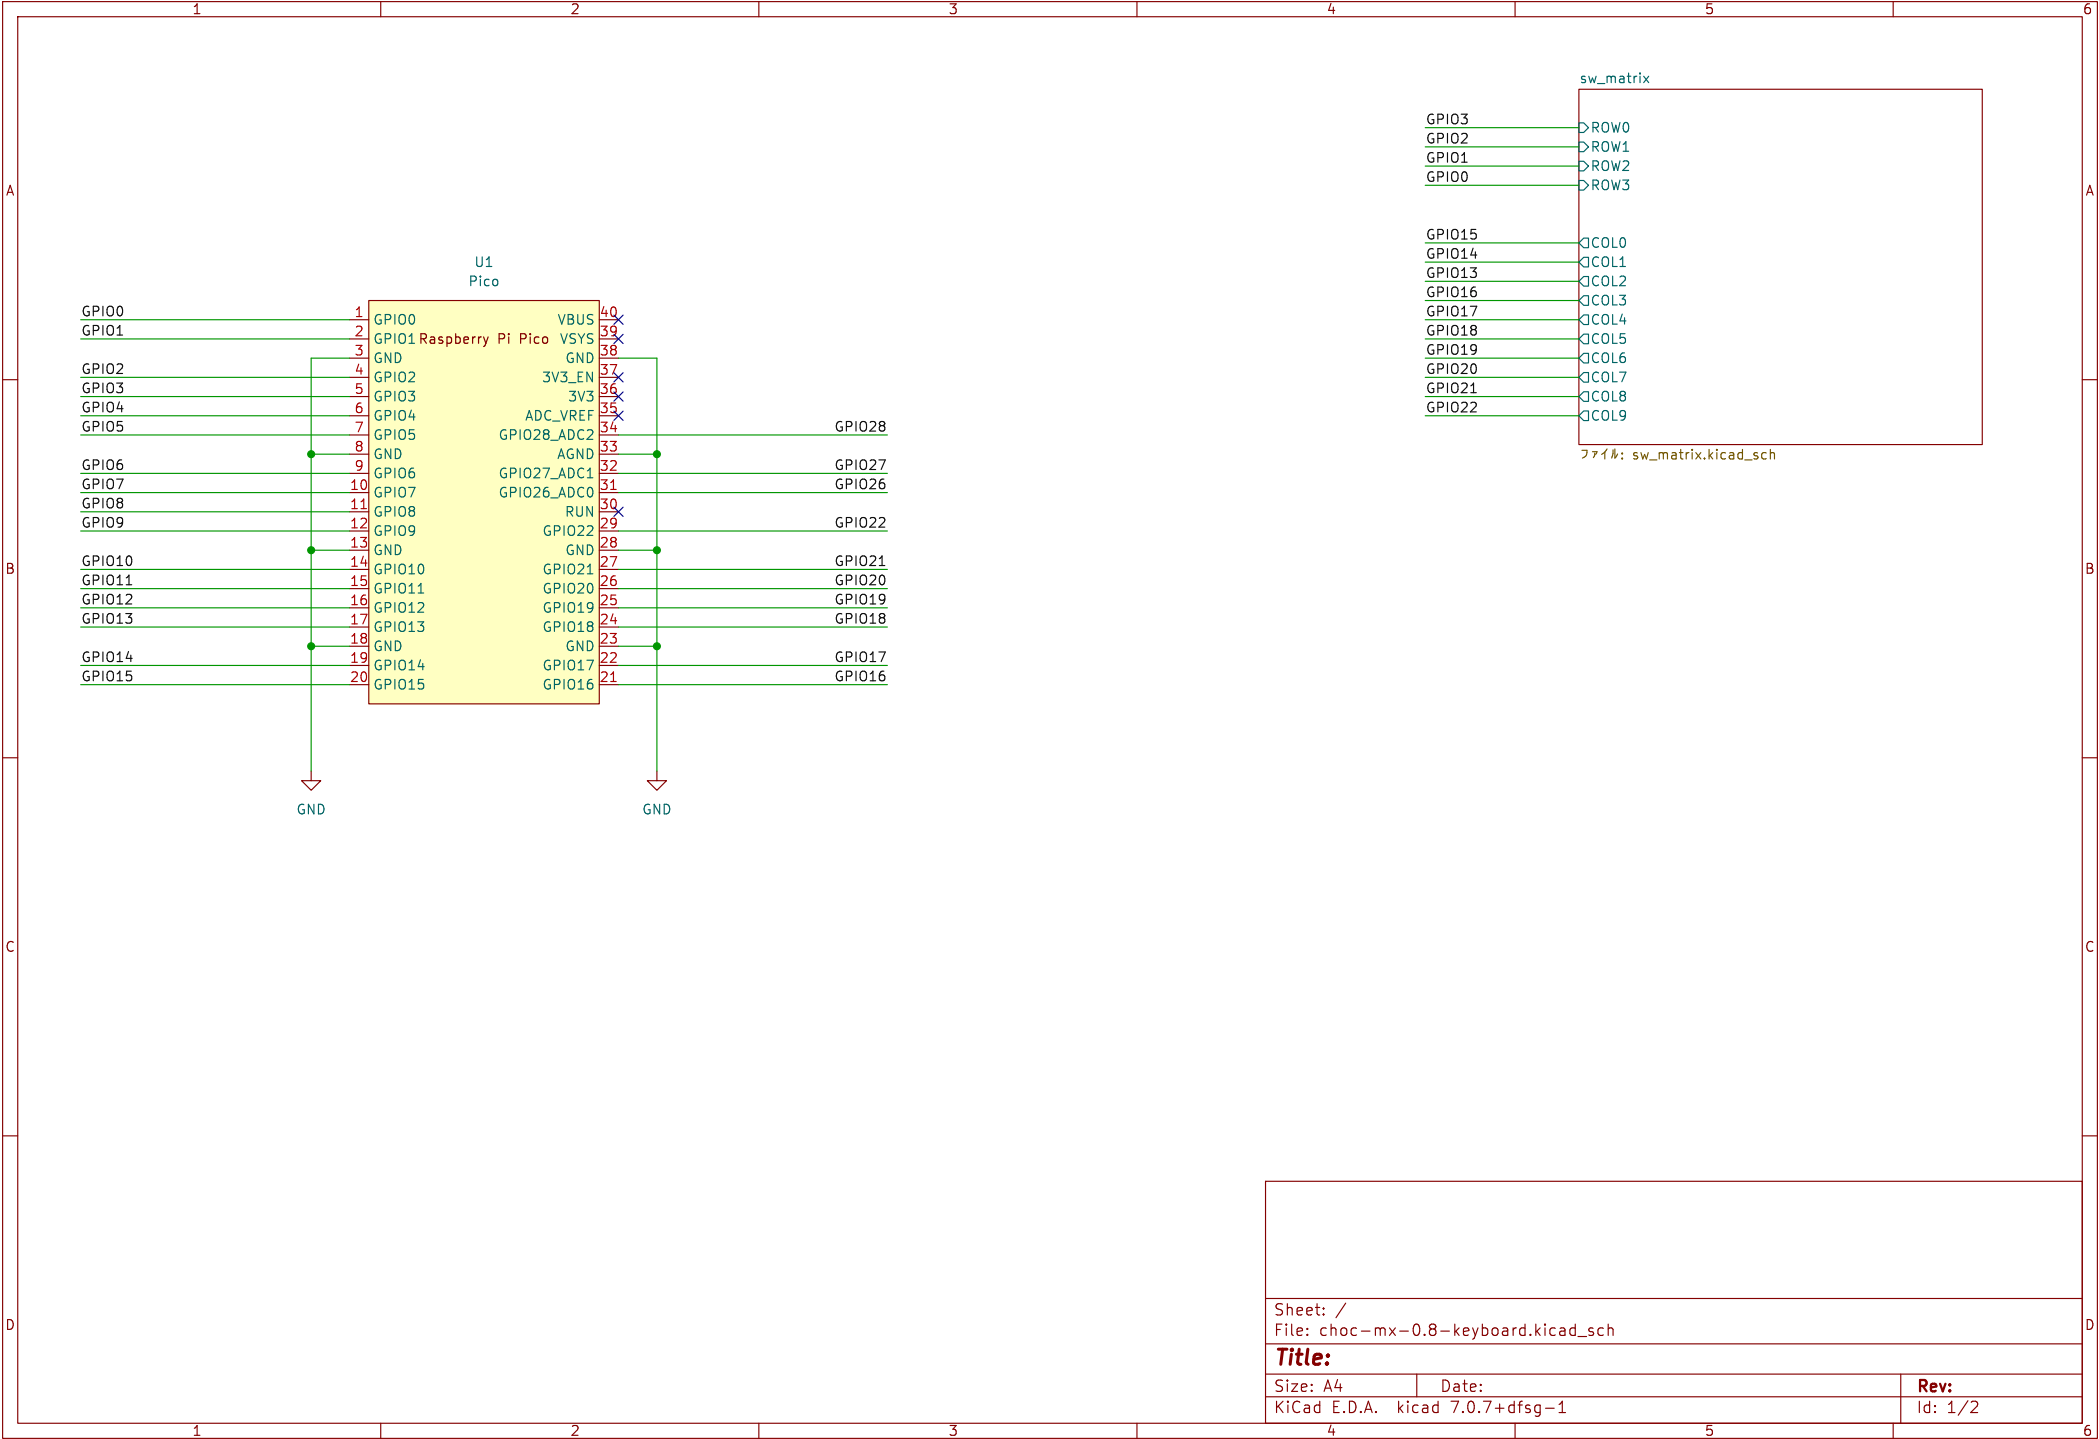 1 2 3 4 5 6
A
B
C
D
U1
Pico
Raspberry Pi Pico
GPIO0 1 GPIO0
GPIO1 2 GPIO1
3 GND
GPIO2 4 GPIO2
GPIO3 5 GPIO3
GPIO4 6 GPIO4
GPIO5 7 GPIO5
8 GND
GPIO6 9 GPIO6
GPIO7 10 GPIO7
GPIO8 11 GPIO8
GPIO9 12 GPIO9
13 GND
GPIO10 14 GPIO10
GPIO11 15 GPIO11
GPIO12 16 GPIO12
GPIO13 17 GPIO13
18 GND
GPIO14 19 GPIO14
GPIO15 20 GPIO15
VBUS 40
VSYS 39
GND 38
3V3_EN 37
3V3 36
ADC_VREF 35
GPIO28_ADC2 34 GPIO28
AGND 33
GPIO27_ADC1 32 GPIO27
GPIO26_ADC0 31 GPIO26
RUN 30
GPIO22 29 GPIO22
GND 28
GPIO21 27 GPIO21
GPIO20 26 GPIO20
GPIO19 25 GPIO19
GPIO18 24 GPIO18
GND 23
GPIO17 22 GPIO17
GPIO16 21 GPIO16
GND
GND
sw_matrix
GPIO3 ROW0
GPIO2 ROW1
GPIO1 ROW2
GPIO0 ROW3
GPIO15 COL0
GPIO14 COL1
GPIO13 COL2
GPIO16 COL3
GPIO17 COL4
GPIO18 COL5
GPIO19 COL6
GPIO20 COL7
GPIO21 COL8
GPIO22 COL9
ファイル: sw_matrix.kicad_sch
A
B
C
D
Sheet: /
File: choc-mx-0.8-keyboard.kicad_sch
Title:
Size: A4 Date: Rev:
KiCad E.D.A. kicad 7.0.7+dfsg-1 Id: 1/2
1 2 3 4 5 6